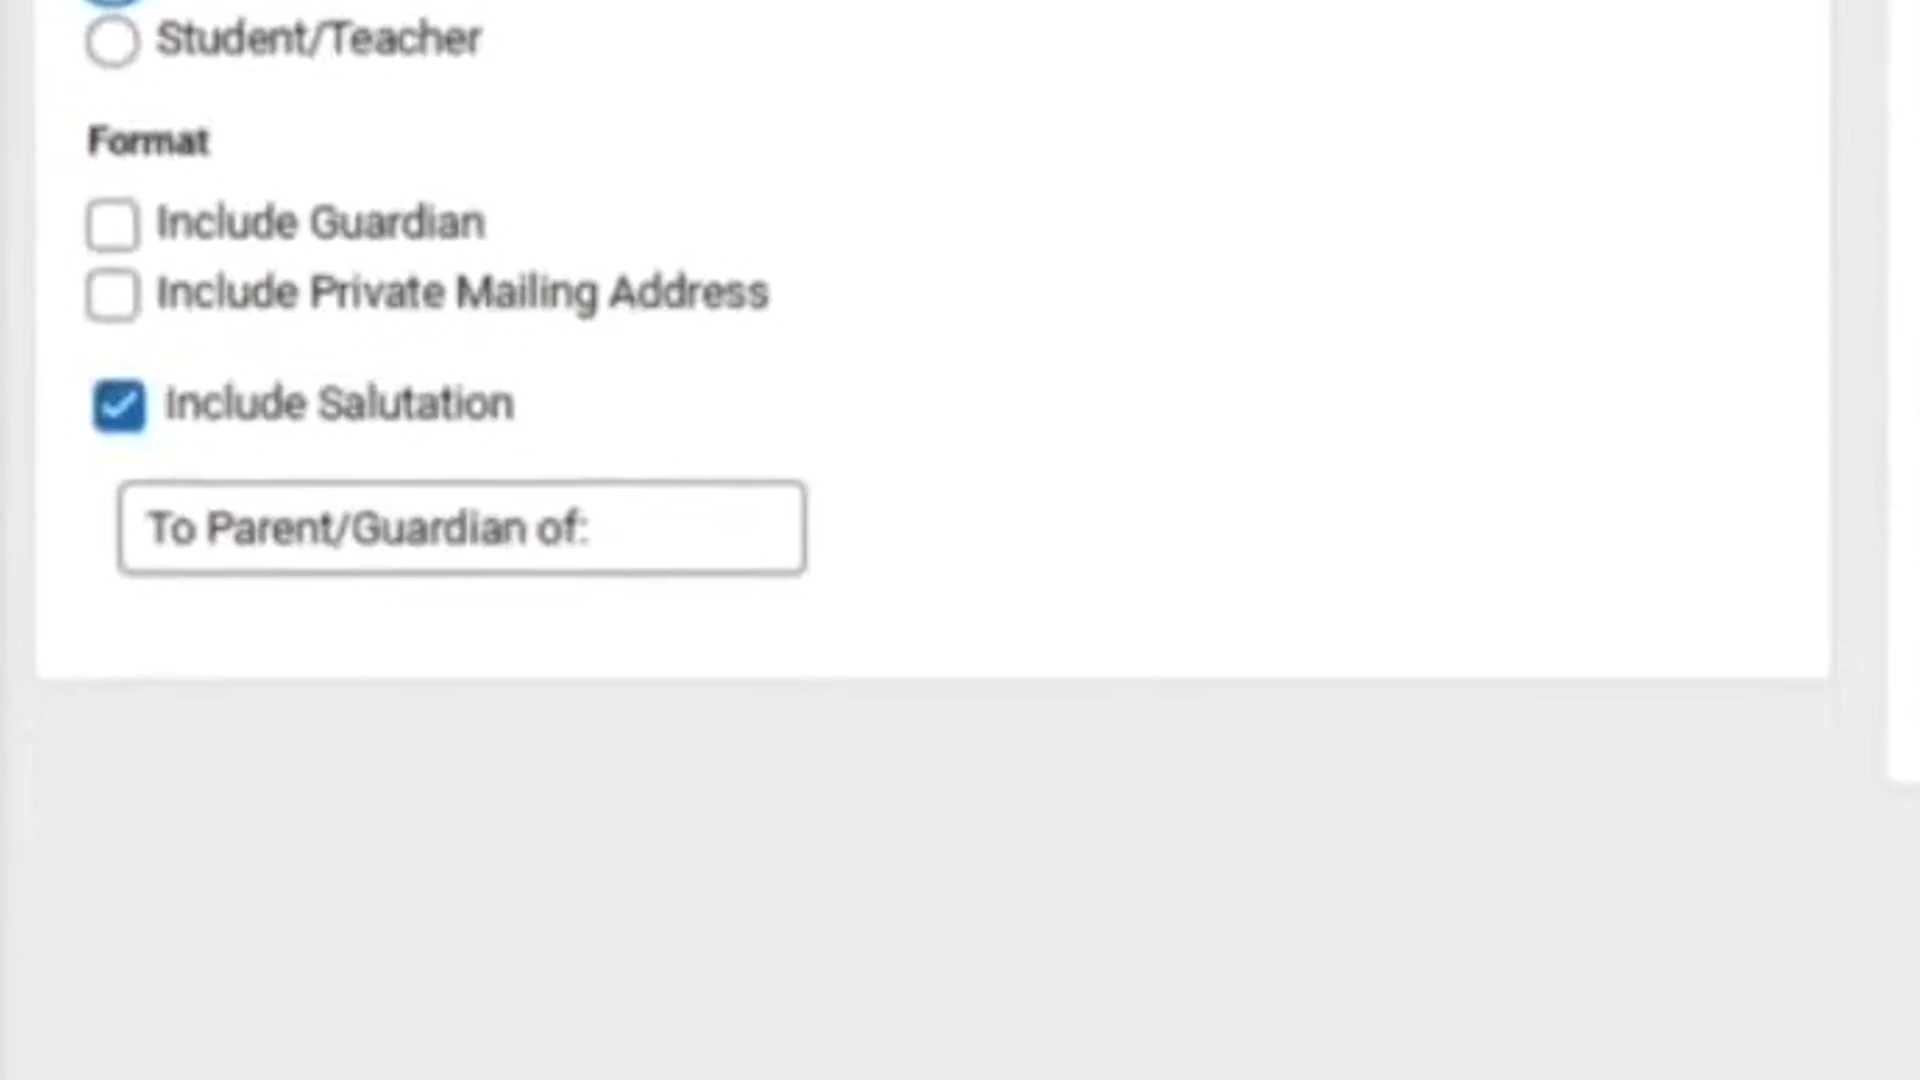 Student/Teacher
Format
Include Guardian
Include Private Mailing Address
Include Salutation
To Parent/Guardian of: